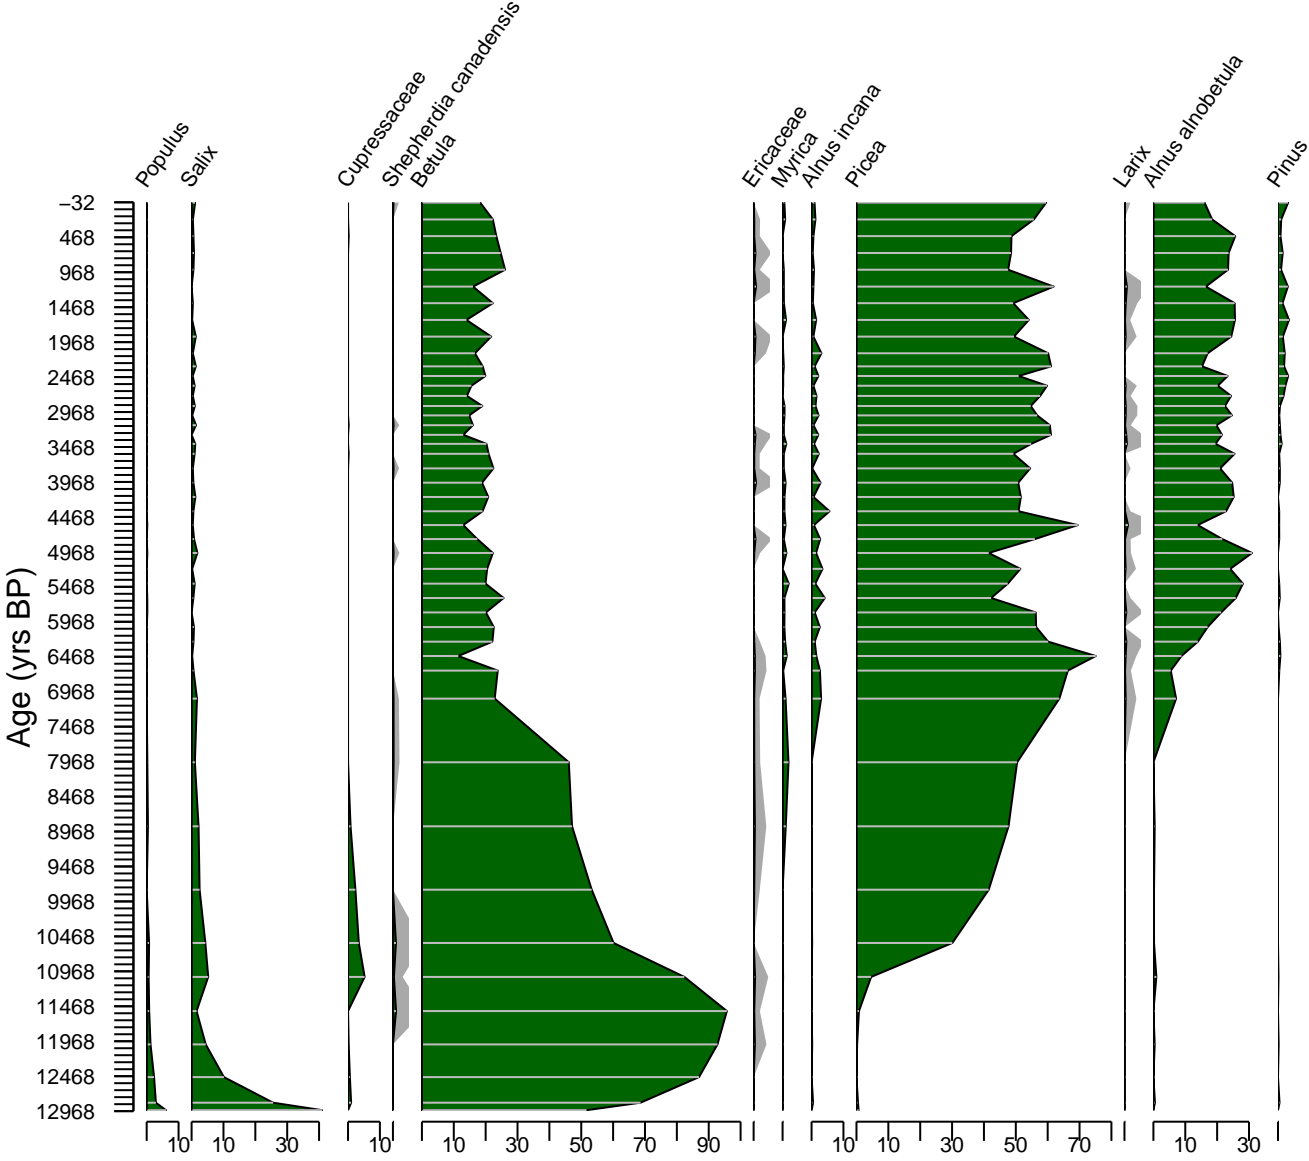 Populus
Salix
Cupressaceae
Shepherdia canadensis
Betula
Ericaceae
Myrica
Alnus incana
Picea
Larix
Alnus alnobetula
Pinus
Age (yrs BP)
−32
468
968
1468
1968
2468
2968
3468
3968
4468
4968
5468
5968
6468
6968
7468
7968
8468
8968
9468
9968
10468
10968
11468
11968
12468
12968
10 10 30 10 10 30 50 70 90 10 10 30 50 70 10 30